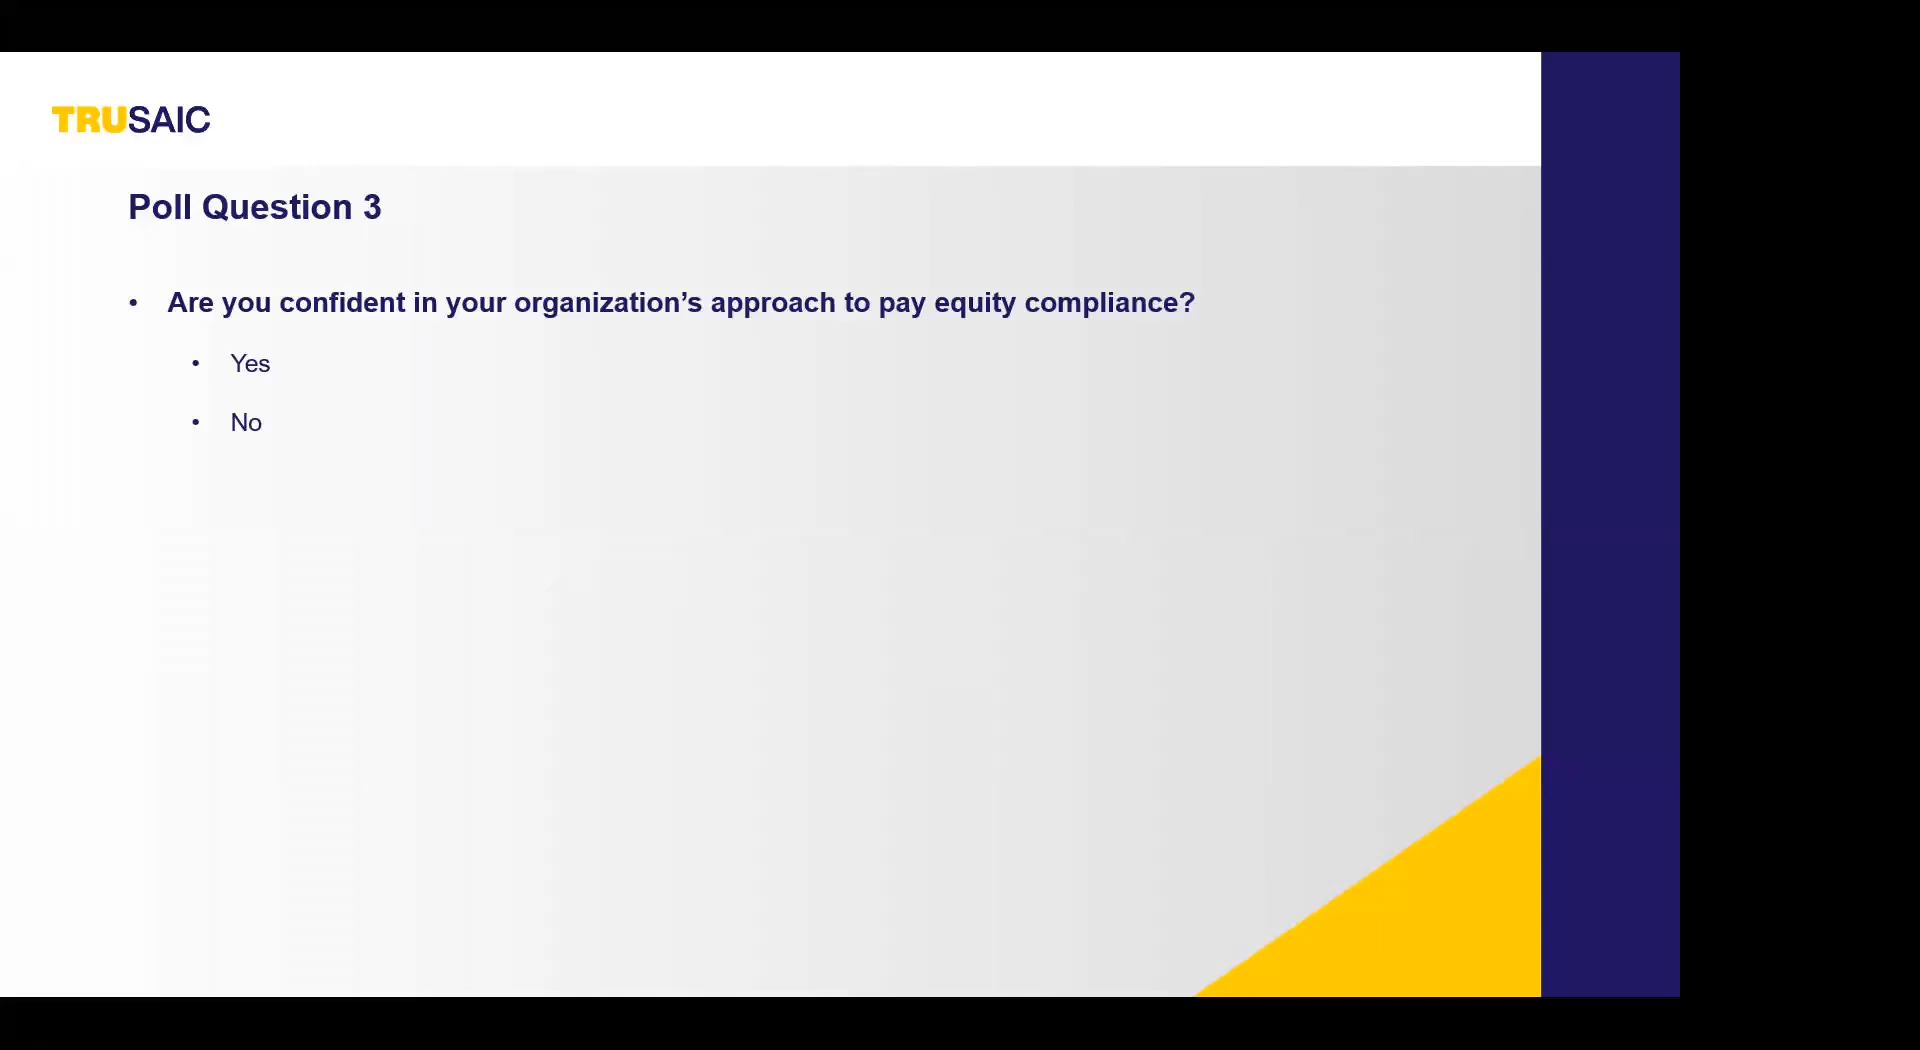 TRUSAIC
Poll Question 3
• Are you confident in your organization’s approach to pay equity compliance?
• Yes
• No